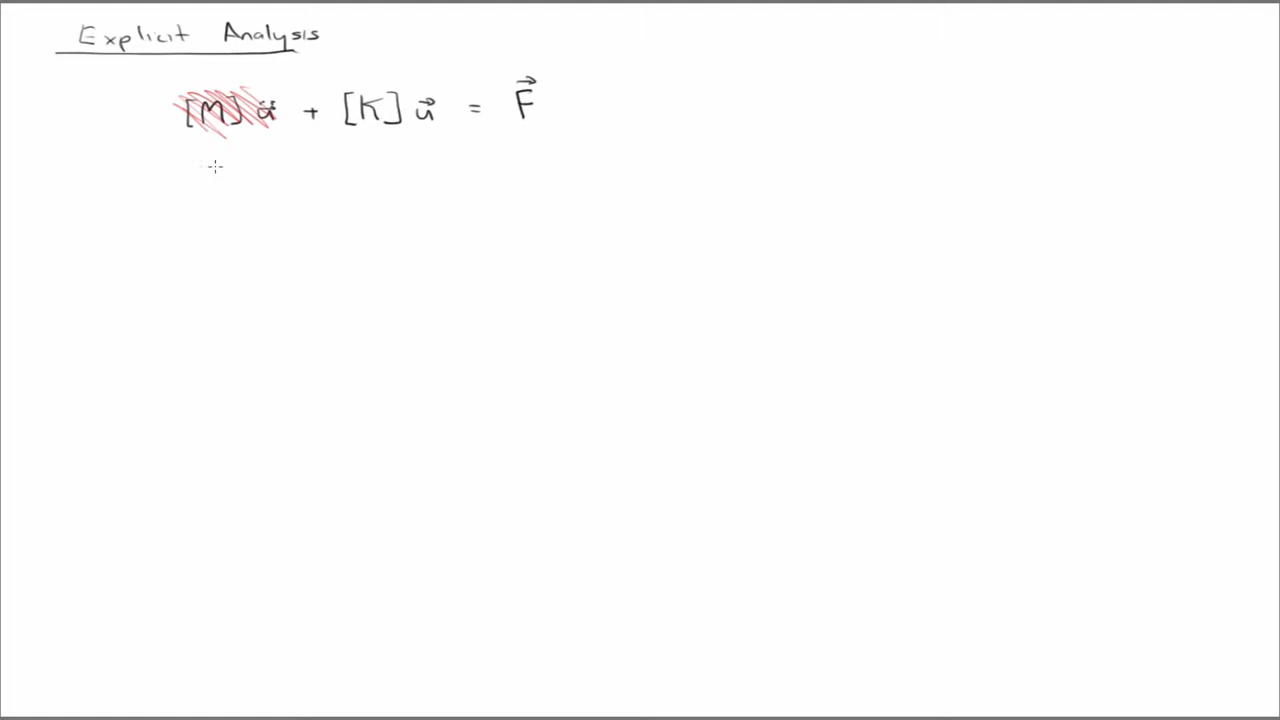 Explicit Analysis
[M] ü⃗ + [K] u⃗ = F⃗